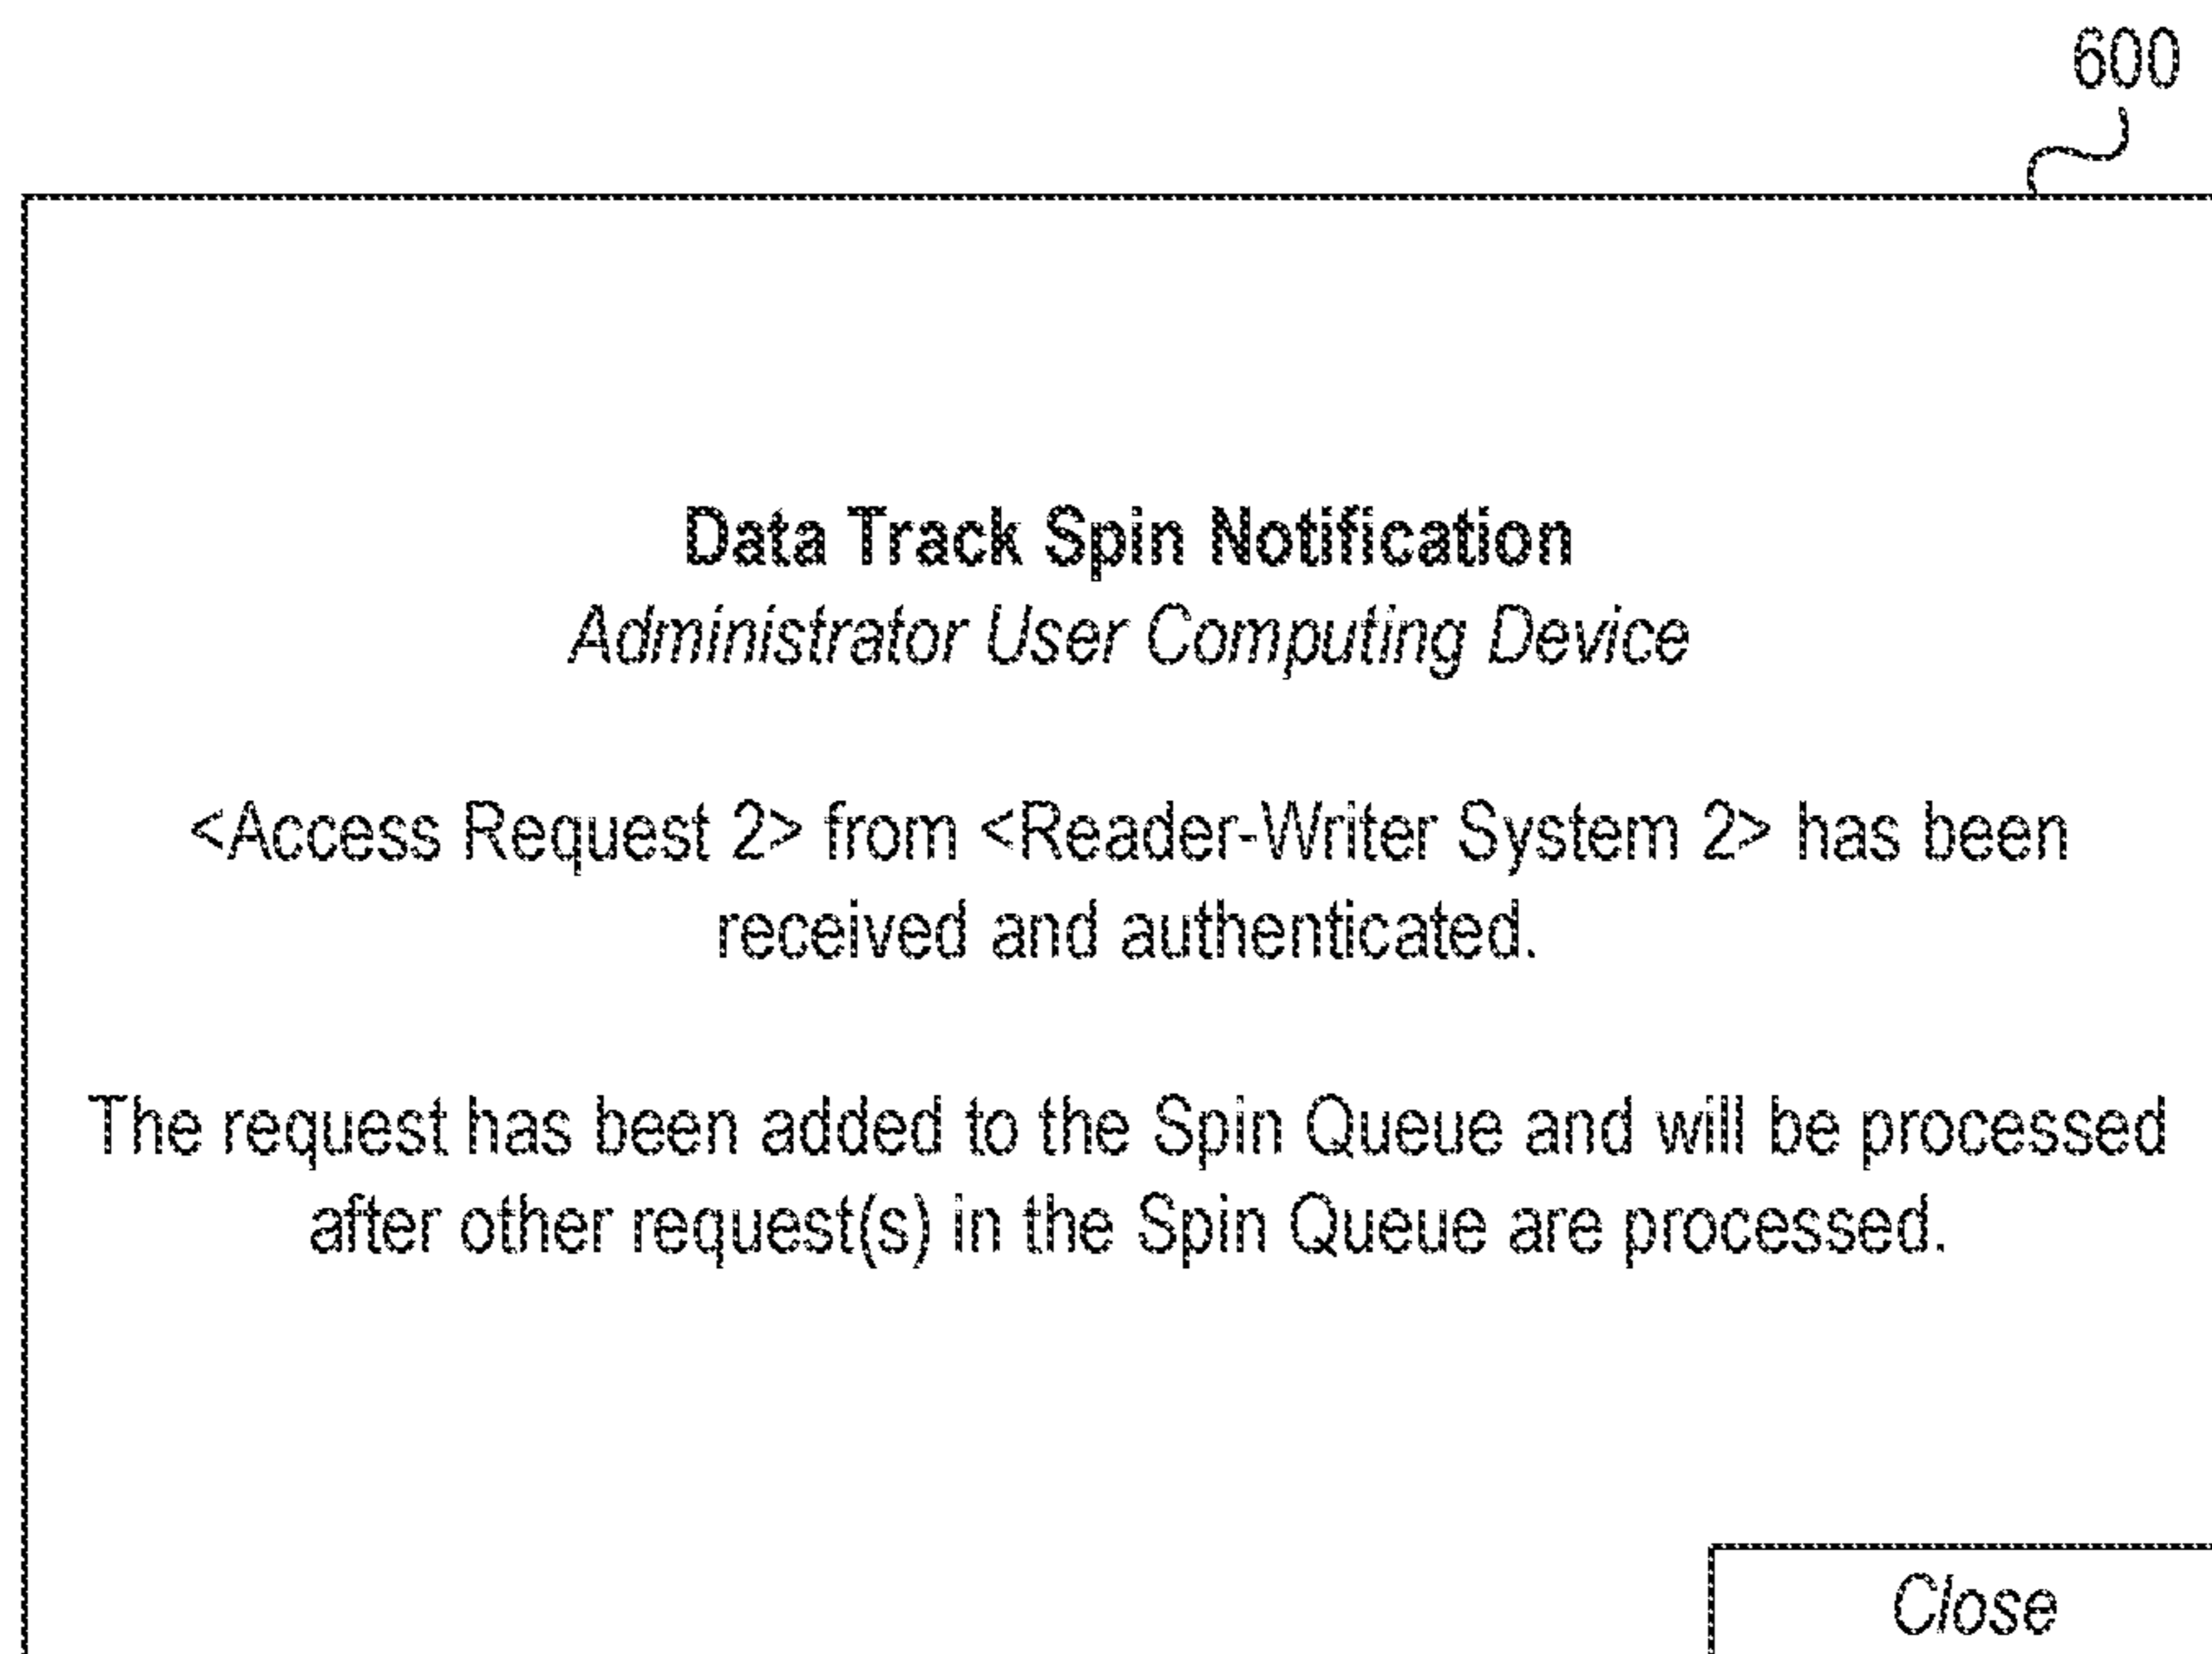 600
Data Track Spin Notification
Administrator User Computing Device
<Access Request 2> from <Reader-Writer System 2> has been
received and authenticated.
The request has been added to the Spin Queue and will be processed
after other request(s) in the Spin Queue are processed.
Close